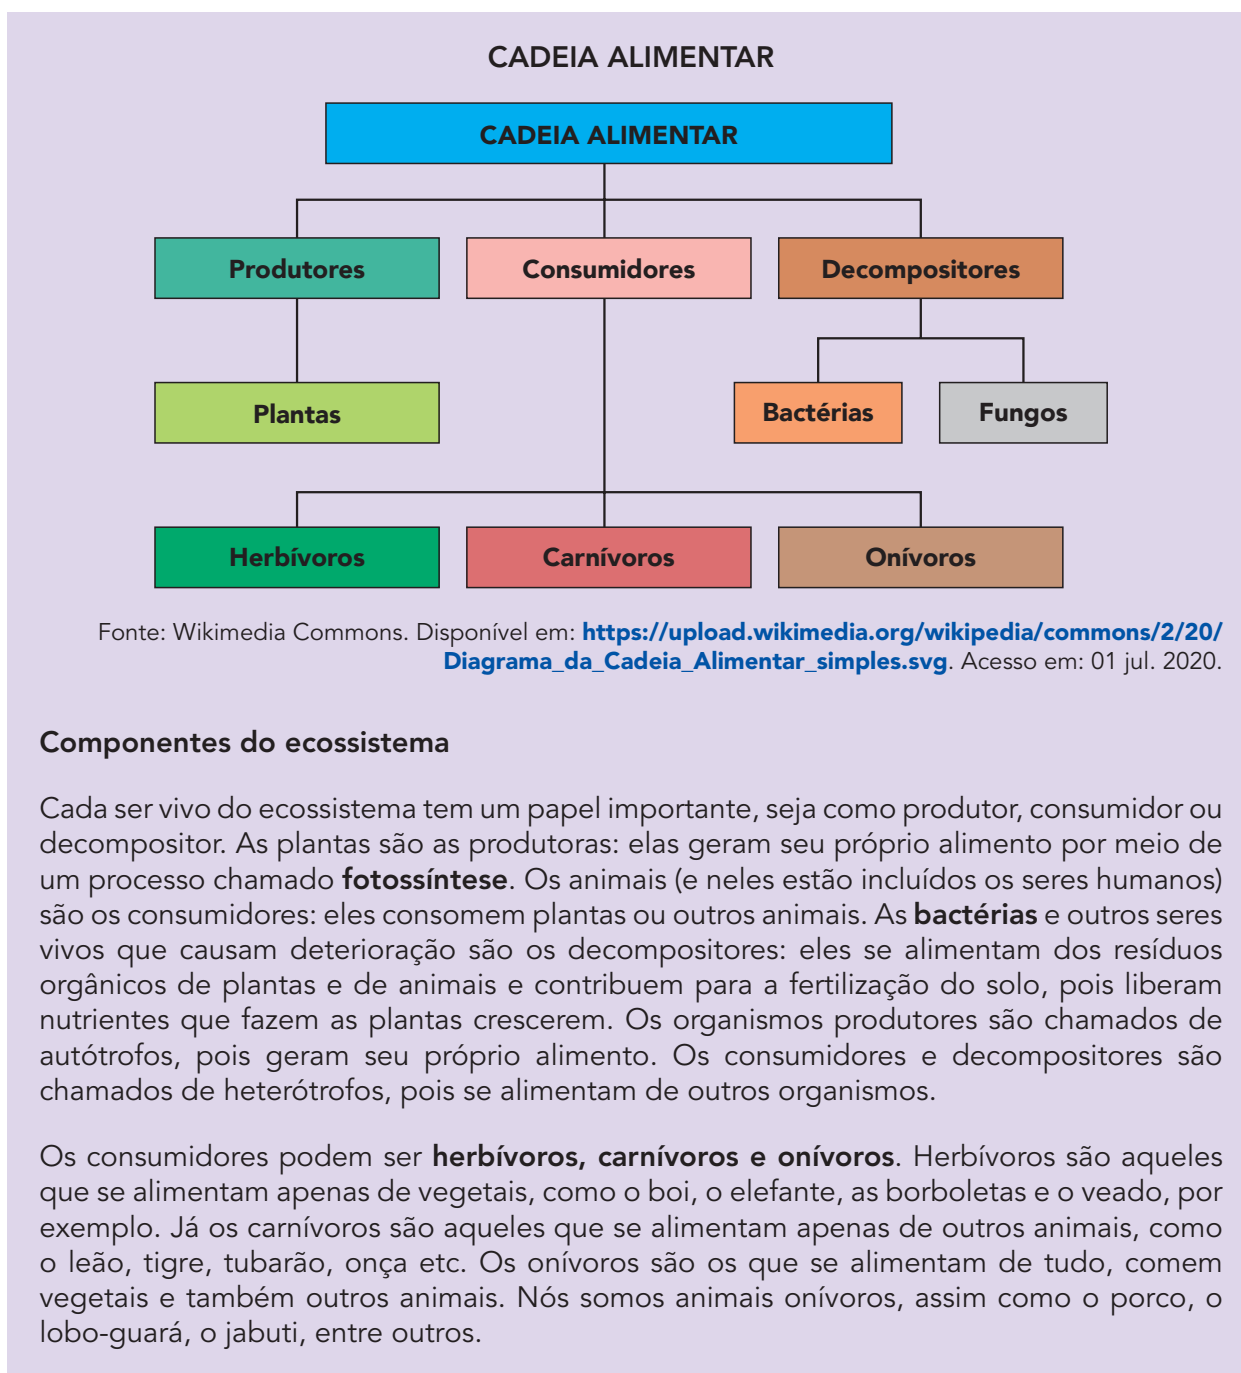 CADEIA ALIMENTAR
CADEIA ALIMENTAR
Produtores
Consumidores
Decompositores
Plantas
Bactérias
Fungos
Herbívoros
Carnívoros
Onívoros
Fonte: Wikimedia Commons. Disponível em: https://upload.wikimedia.org/wikipedia/commons/2/20/
Diagrama_da_Cadeia_Alimentar_simples.svg. Acesso em: 01 jul. 2020.
Componentes do ecossistema
Cada ser vivo do ecossistema tem um papel importante, seja como produtor, consumidor ou
decompositor. As plantas são as produtoras: elas geram seu próprio alimento por meio de
um processo chamado fotossíntese. Os animais (e neles estão incluídos os seres humanos)
são os consumidores: eles consomem plantas ou outros animais. As bactérias e outros seres
vivos que causam deterioração são os decompositores: eles se alimentam dos resíduos
orgânicos de plantas e de animais e contribuem para a fertilização do solo, pois liberam
nutrientes que fazem as plantas crescerem. Os organismos produtores são chamados de
autótrofos, pois geram seu próprio alimento. Os consumidores e decompositores são
chamados de heterótrofos, pois se alimentam de outros organismos.
Os consumidores podem ser herbívoros, carnívoros e onívoros. Herbívoros são aqueles
que se alimentam apenas de vegetais, como o boi, o elefante, as borboletas e o veado, por
exemplo. Já os carnívoros são aqueles que se alimentam apenas de outros animais, como
o leão, tigre, tubarão, onça etc. Os onívoros são os que se alimentam de tudo, comem
vegetais e também outros animais. Nós somos animais onívoros, assim como o porco, o
lobo-guará, o jabuti, entre outros.